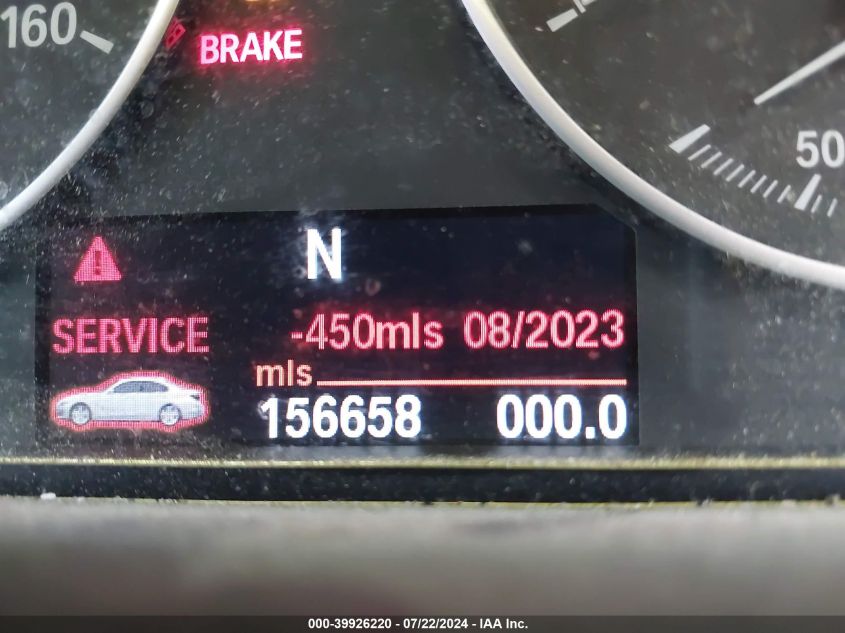 160
BRAKE
50
N
SERVICE -450mls 08/2023
mls
156658 000.0
000-39926220 - 07/22/2024 - IAA Inc.